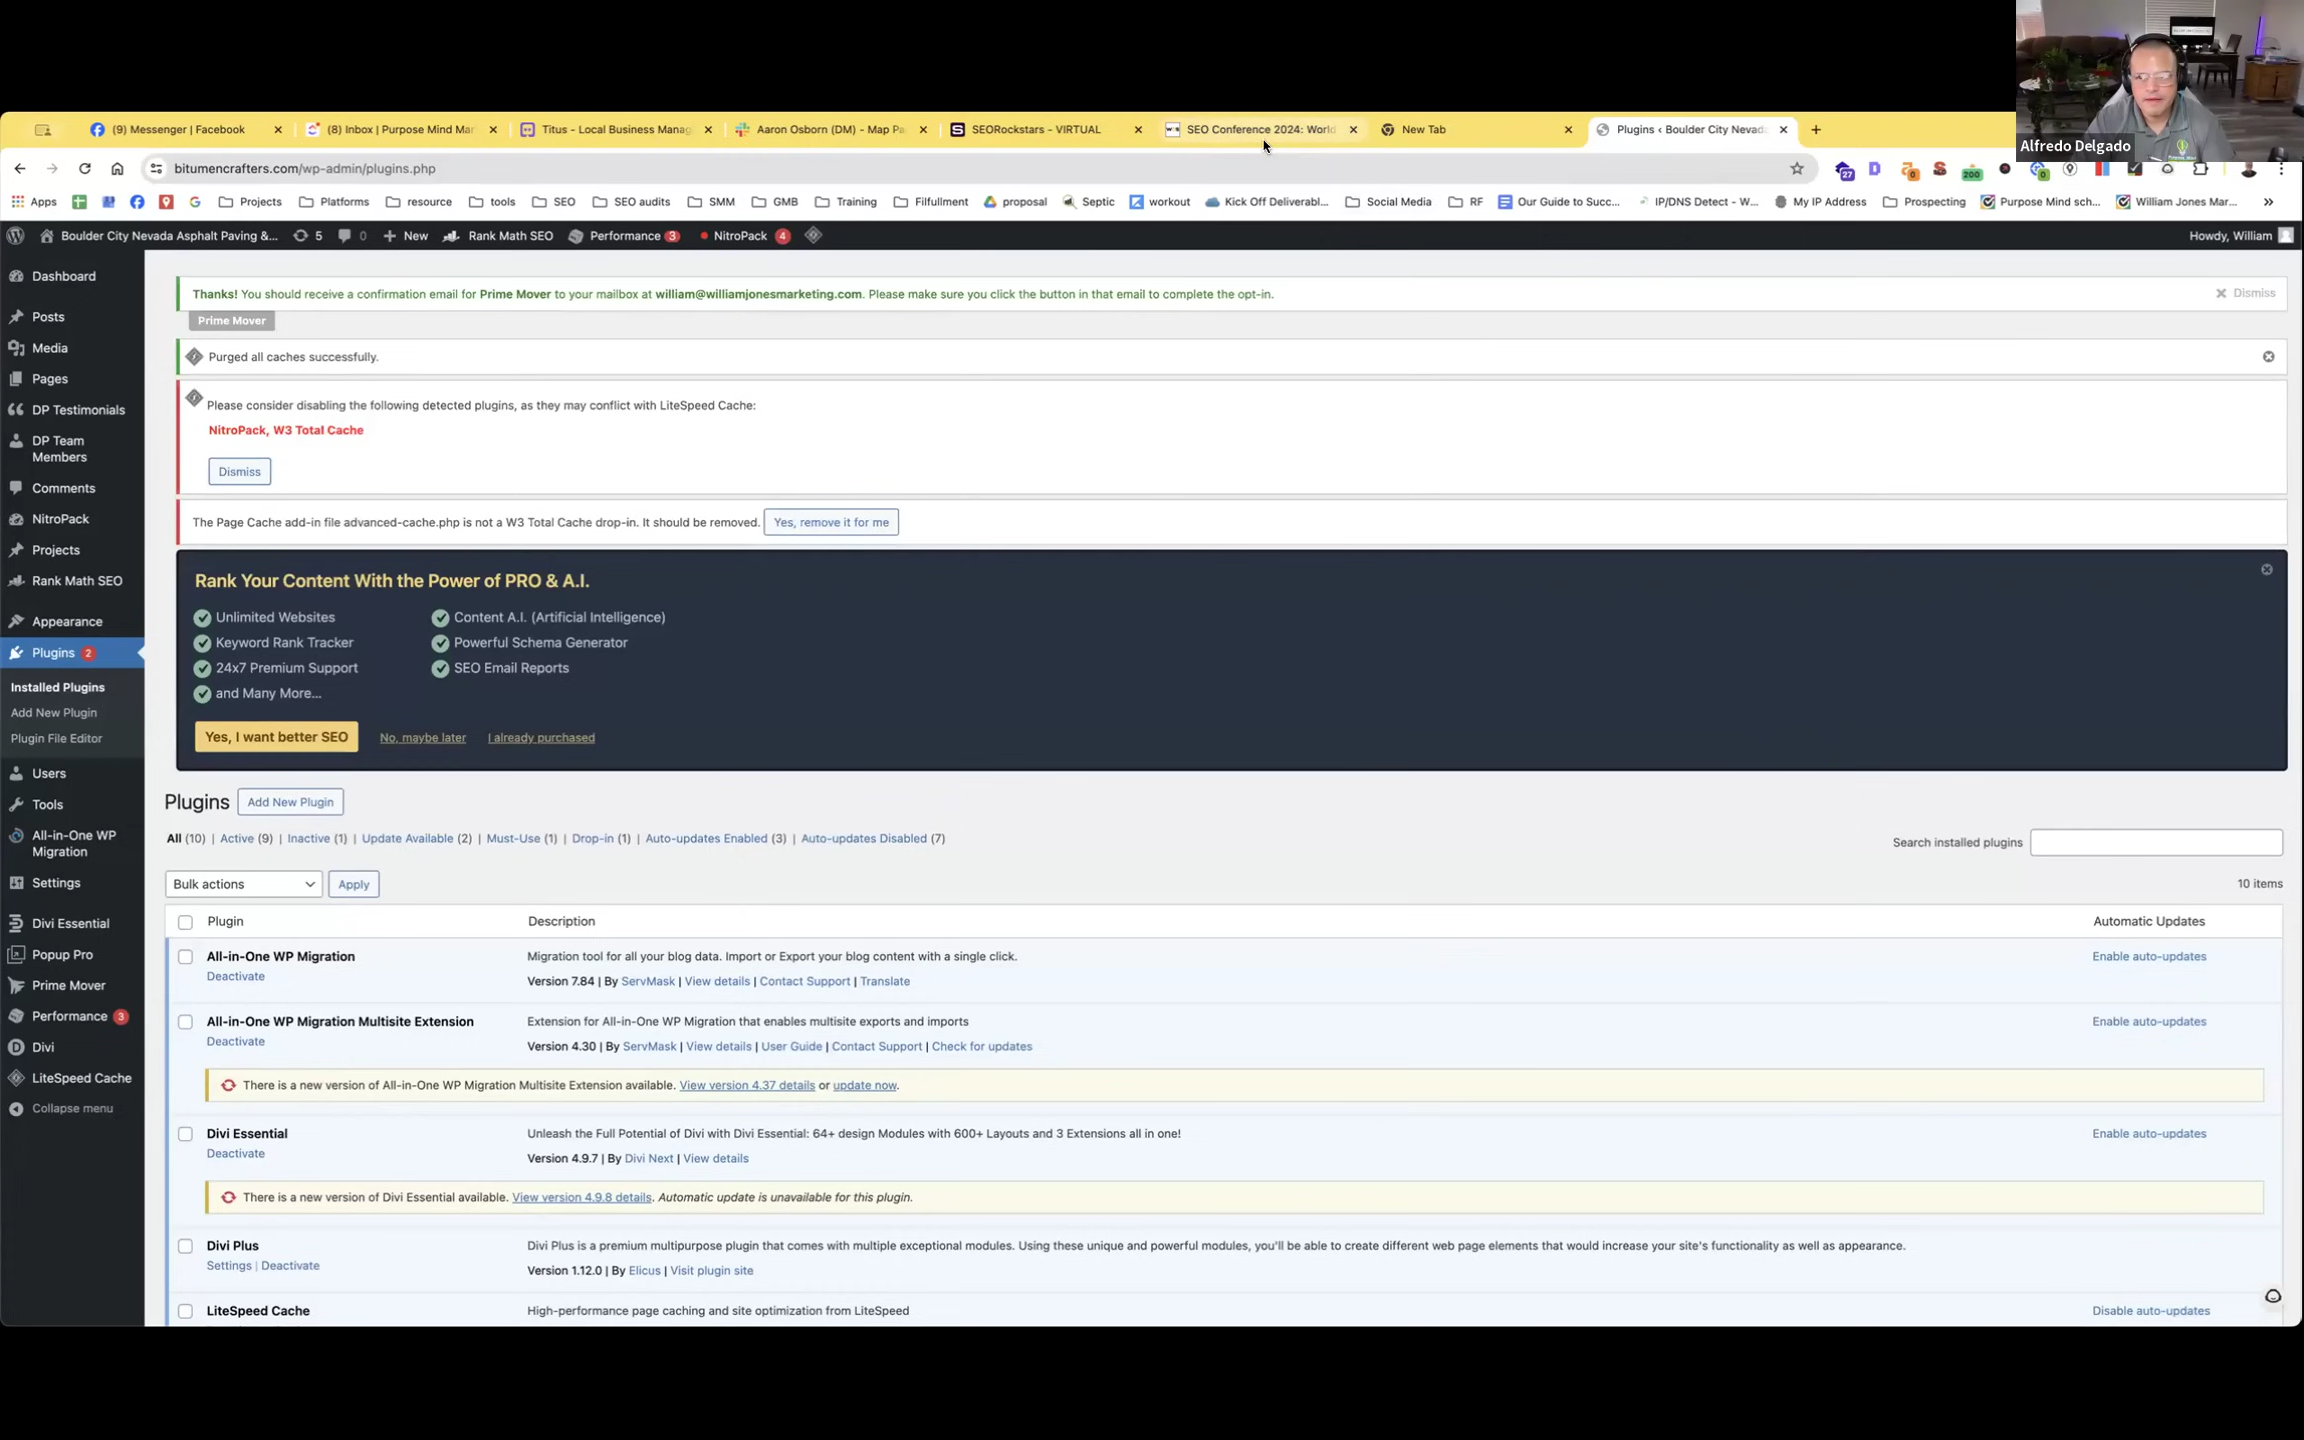 Alfredo Delgado
(9) Messenger | Facebook
(8) Inbox | Purpose Mind Mar
Titus - Local Business Manag
Aaron Osborn (DM) - Map Pa
SEORockstars - VIRTUAL
SEO Conference 2024: World
New Tab
Plugins ‹ Boulder City Nevad
bitumencrafters.com/wp-admin/plugins.php
27
0
200
0
Apps
Projects
Platforms
resource
tools
SEO
SEO audits
SMM
GMB
Training
Filfullment
proposal
Septic
workout
Kick Off Deliverabl...
Social Media
RF
Our Guide to Succ...
IP/DNS Detect - W...
My IP Address
Prospecting
Purpose Mind sch...
William Jones Mar...
Boulder City Nevada Asphalt Paving &...
5
0
New
Rank Math SEO
Performance 3
NitroPack 4
Howdy, William
Dashboard
Posts
Media
Pages
DP Testimonials
DP Team
Members
Comments
NitroPack
Projects
Rank Math SEO
Appearance
Plugins 2
Installed Plugins
Add New Plugin
Plugin File Editor
Users
Tools
All-in-One WP
Migration
Settings
Divi Essential
Popup Pro
Prime Mover
Performance 3
Divi
LiteSpeed Cache
Collapse menu
Thanks! You should receive a confirmation email for Prime Mover to your mailbox at william@williamjonesmarketing.com. Please make sure you click the button in that email to complete the opt-in.
Dismiss
Prime Mover
Purged all caches successfully.
Please consider disabling the following detected plugins, as they may conflict with LiteSpeed Cache:
NitroPack, W3 Total Cache
Dismiss
The Page Cache add-in file advanced-cache.php is not a W3 Total Cache drop-in. It should be removed. Yes, remove it for me
Rank Your Content With the Power of PRO & A.I.
Unlimited Websites
Content A.I. (Artificial Intelligence)
Keyword Rank Tracker
Powerful Schema Generator
24x7 Premium Support
SEO Email Reports
and Many More...
Yes, I want better SEO
No, maybe later
I already purchased
Plugins
Add New Plugin
All (10) | Active (9) | Inactive (1) | Update Available (2) | Must-Use (1) | Drop-in (1) | Auto-updates Enabled (3) | Auto-updates Disabled (7)
Search installed plugins
Bulk actions
Apply
10 items
Plugin
Description
Automatic Updates
All-in-One WP Migration
Migration tool for all your blog data. Import or Export your blog content with a single click.
Enable auto-updates
Deactivate
Version 7.84 | By ServMask | View details | Contact Support | Translate
All-in-One WP Migration Multisite Extension
Extension for All-in-One WP Migration that enables multisite exports and imports
Enable auto-updates
Deactivate
Version 4.30 | By ServMask | View details | User Guide | Contact Support | Check for updates
There is a new version of All-in-One WP Migration Multisite Extension available. View version 4.37 details or update now.
Divi Essential
Unleash the Full Potential of Divi with Divi Essential: 64+ design Modules with 600+ Layouts and 3 Extensions all in one!
Enable auto-updates
Deactivate
Version 4.9.7 | By Divi Next | View details
There is a new version of Divi Essential available. View version 4.9.8 details. Automatic update is unavailable for this plugin.
Divi Plus
Divi Plus is a premium multipurpose plugin that comes with multiple exceptional modules. Using these unique and powerful modules, you'll be able to create different web page elements that would increase your site's functionality as well as appearance.
Settings | Deactivate
Version 1.12.0 | By Elicus | Visit plugin site
LiteSpeed Cache
High-performance page caching and site optimization from LiteSpeed
Disable auto-updates